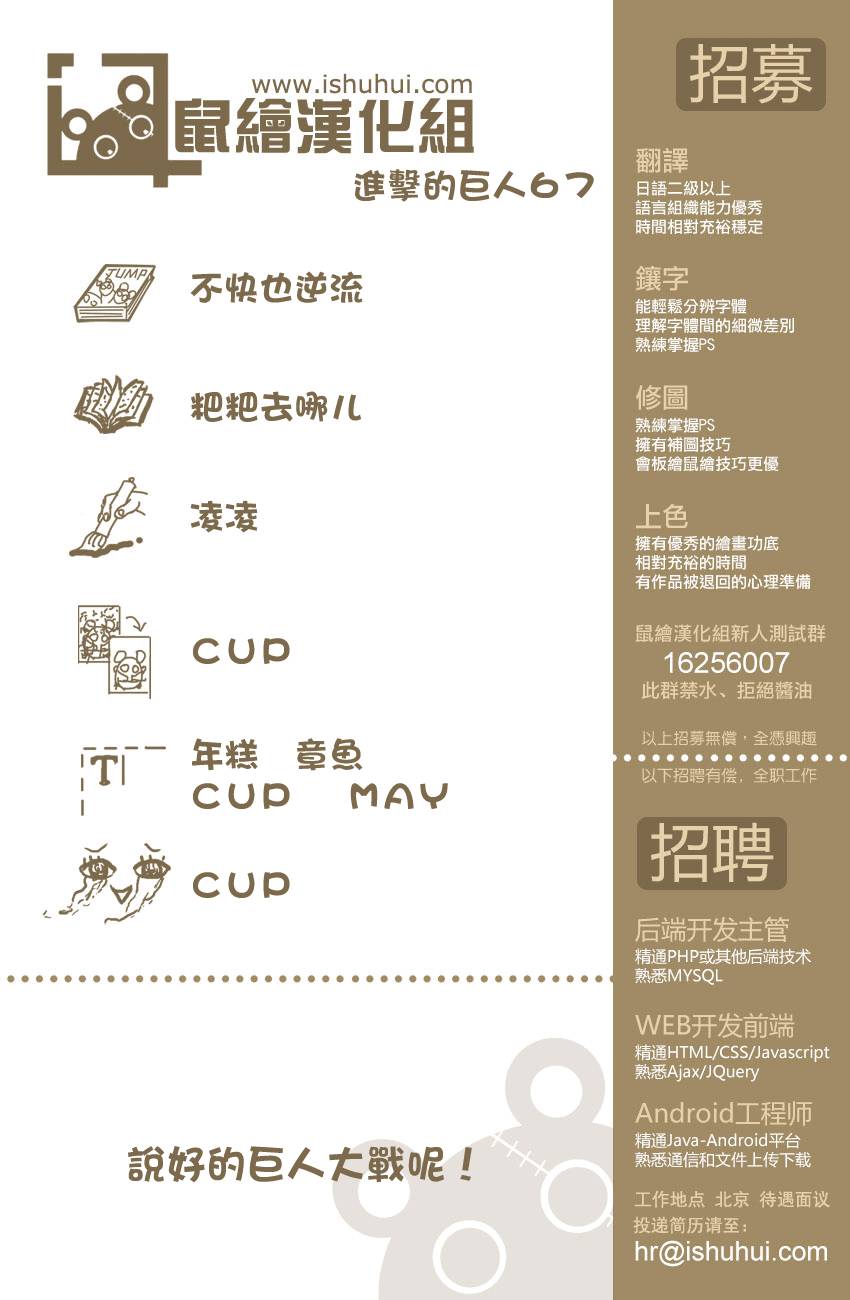 www.ishuhui.com
鼠繪漢化組
進擊的巨人67
JUMP
不快也逆流
粑粑去哪儿
凌凌
CUP
T
年糕 章魚
CUP MAY
CUP
說好的巨人大戰呢！
招募
翻譯
日語二級以上
語言組織能力優秀
時間相對充裕穩定
鑲字
能輕鬆分辨字體
理解字體間的細微差別
熟練掌握PS
修圖
熟練掌握PS
擁有補圖技巧
會板繪鼠繪技巧更優
上色
擁有優秀的繪畫功底
相對充裕的時間
有作品被退回的心理準備
鼠繪漢化組新人測試群
16256007
此群禁水、拒絕醬油
以上招募無償，全憑興趣
以下招聘有偿，全职工作
招聘
后端开发主管
精通PHP或其他后端技术
熟悉MYSQL
WEB开发前端
精通HTML/CSS/Javascript
熟悉Ajax/JQuery
Android工程师
精通Java-Android平台
熟悉通信和文件上传下载
工作地点 北京 待遇面议
投递简历请至：
hr@ishuhui.com